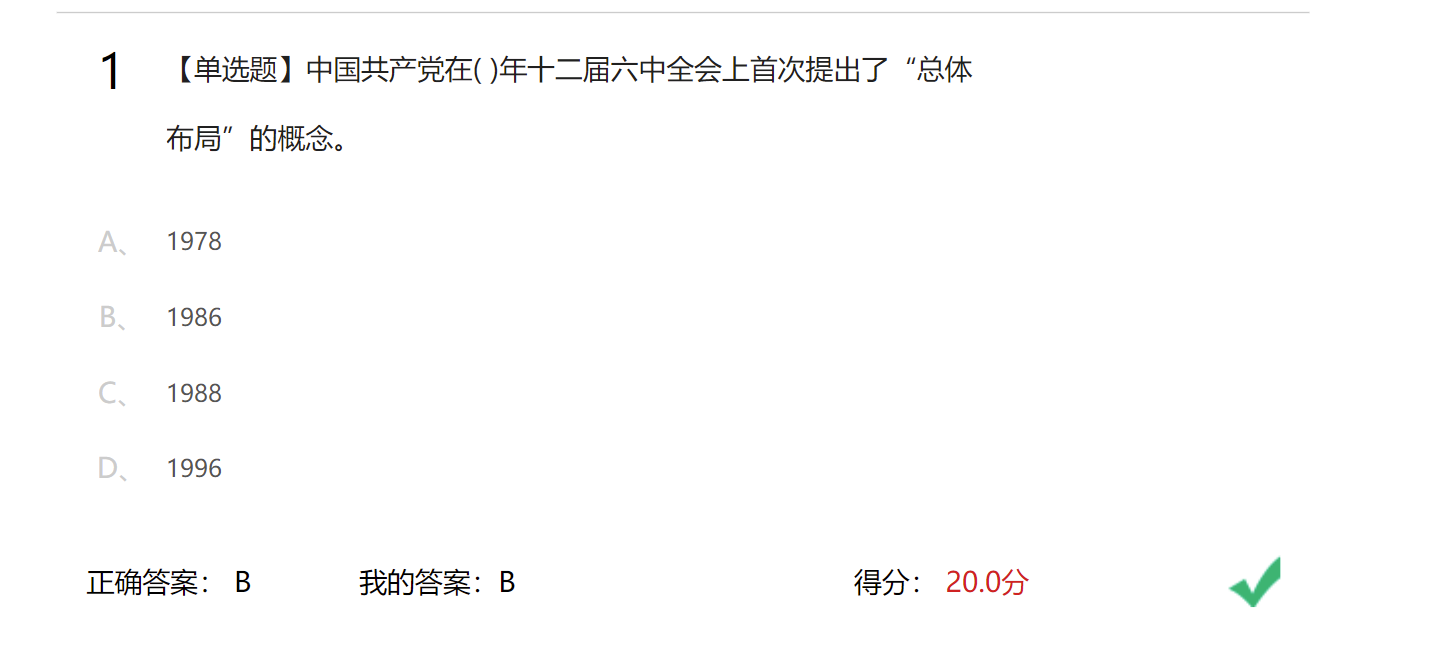 1 【单选题】中国共产党在( )年十二届六中全会上首次提出了“总体
布局”的概念。
A、 1978
B、 1986
C、 1988
D、 1996
正确答案： B 我的答案：B 得分： 20.0分